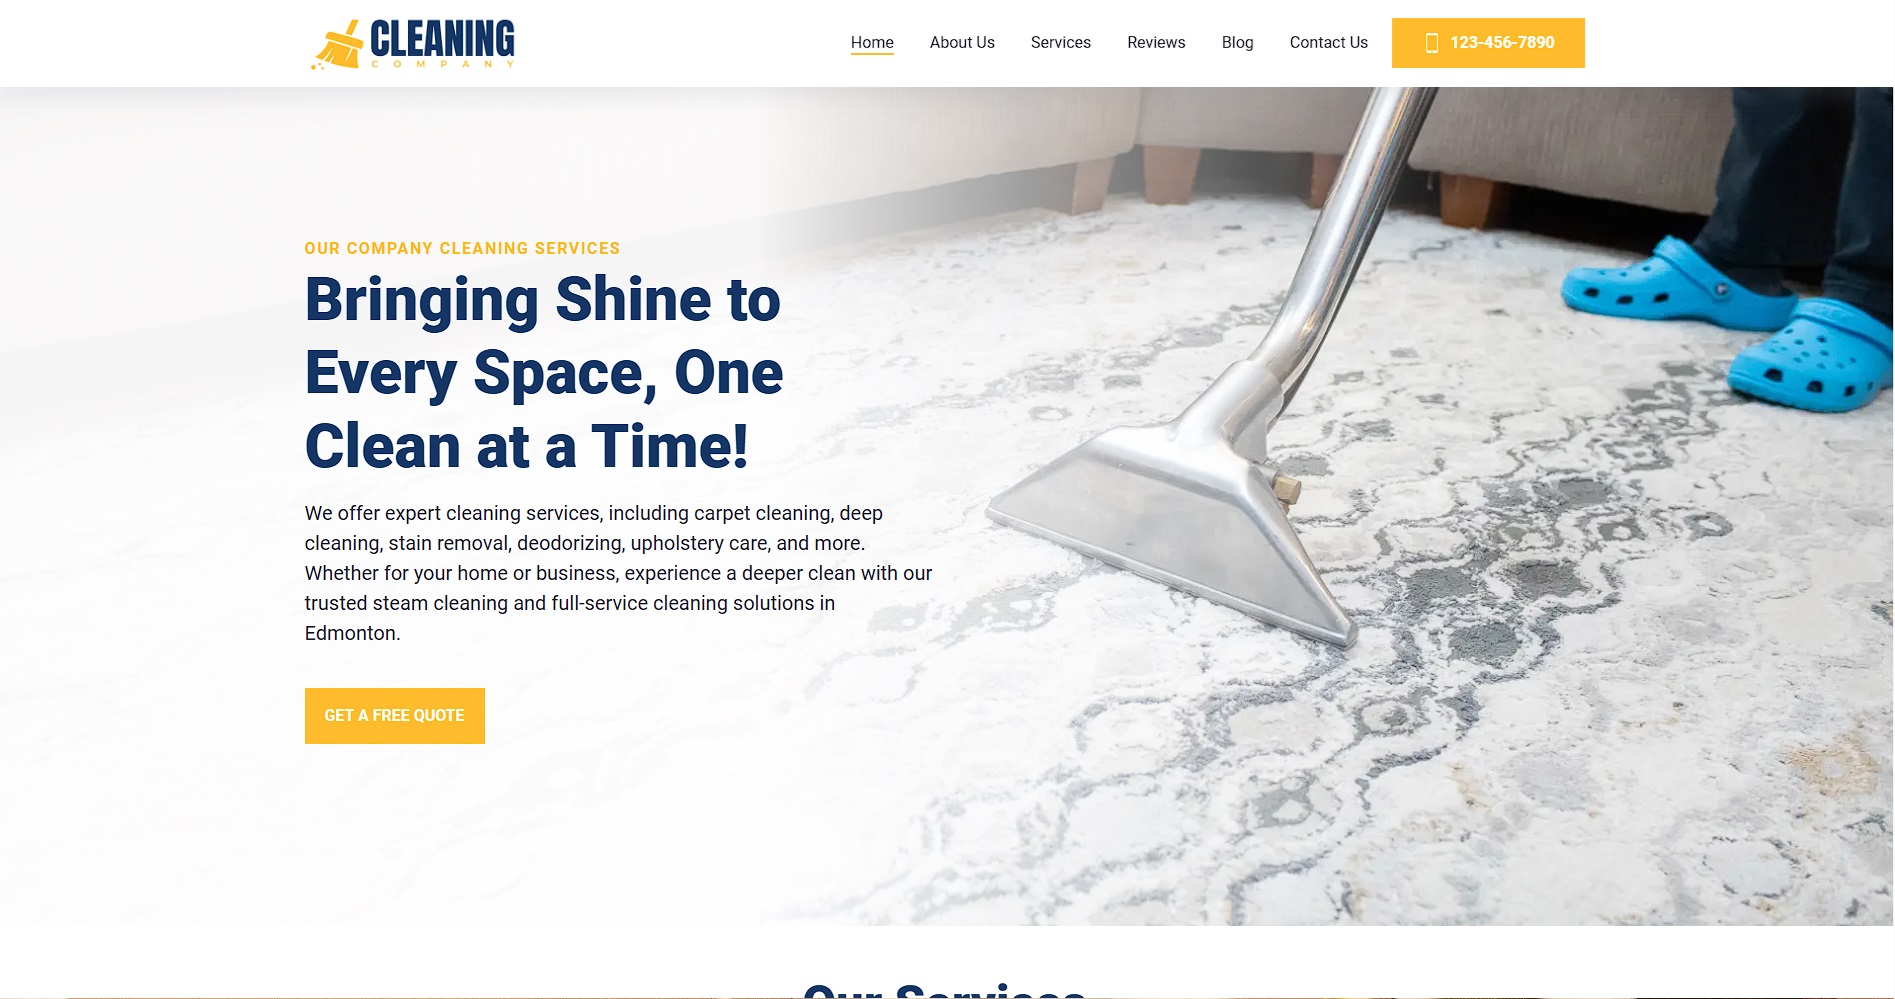 CLEANING
COMPANY
Home
About Us
Services
Reviews
Blog
Contact Us
123-456-7890
OUR COMPANY CLEANING SERVICES
Bringing Shine to
Every Space, One
Clean at a Time!
We offer expert cleaning services, including carpet cleaning, deep
cleaning, stain removal, deodorizing, upholstery care, and more.
Whether for your home or business, experience a deeper clean with our
trusted steam cleaning and full-service cleaning solutions in
Edmonton.
GET A FREE QUOTE
Our Services